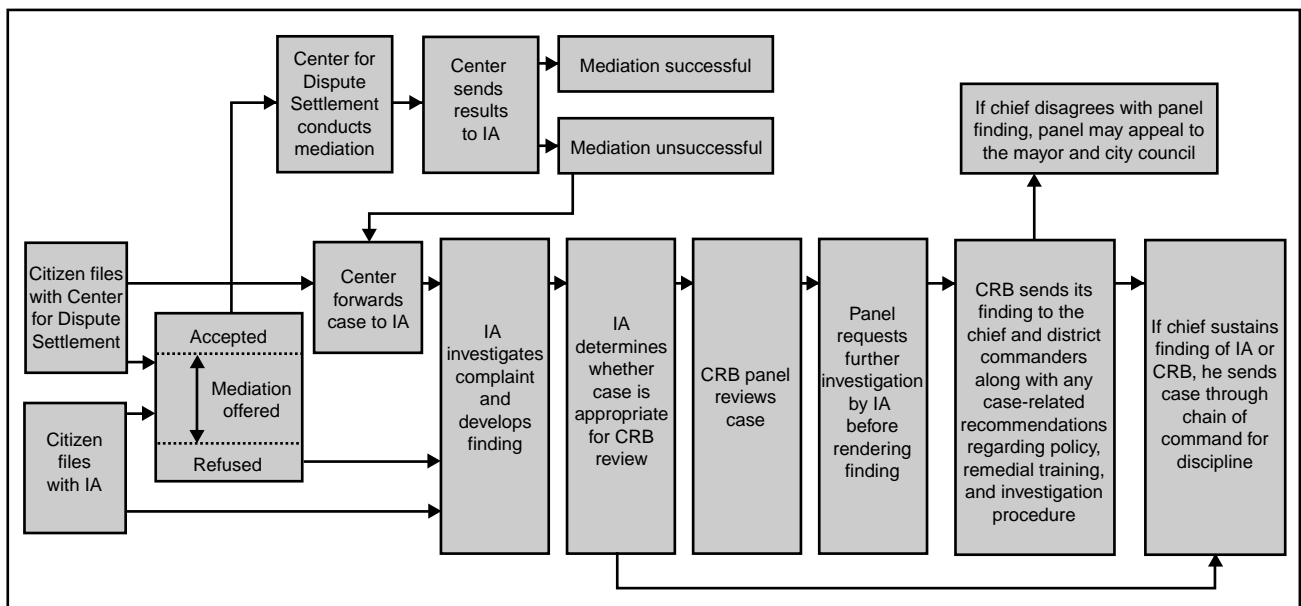 Center for
Dispute
Settlement
conducts
mediation
Center
sends
results
to IA
Mediation successful
Mediation unsuccessful
If chief disagrees with panel
finding, panel may appeal to
the mayor and city council
Citizen files
with Center
for Dispute
Settlement
Citizen
files
with IA
Accepted
Mediation
offered
Refused
Center
forwards
case to IA
IA
investigates
complaint
and
develops
finding
IA
determines
whether
case is
appropriate
for CRB
review
CRB panel
reviews
case
Panel
requests
further
investigation
by IA
before
rendering
finding
CRB sends its
finding to the
chief and district
commanders
along with any
case-related
recommendations
regarding policy,
remedial training,
and investigation
procedure
If chief sustains
finding of IA or
CRB, he sends
case through
chain of
command for
discipline